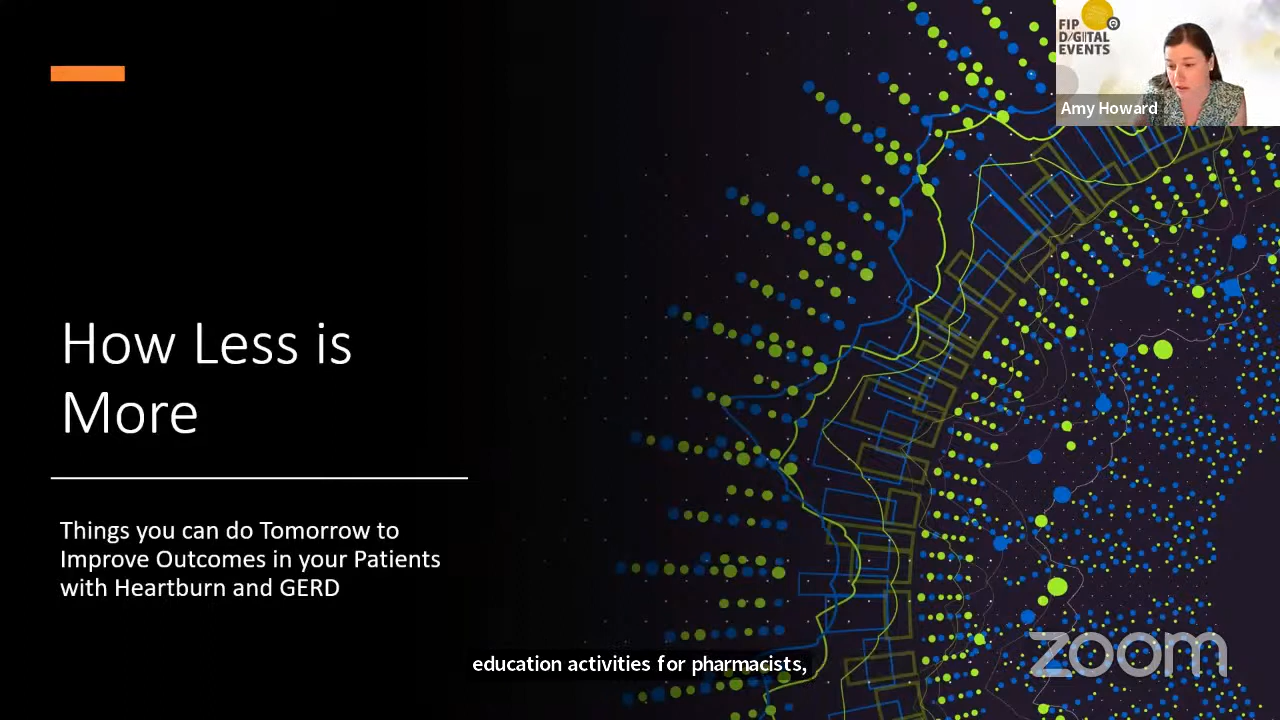 FIP
D/G|TAL
EVENTS
Amy Howard
How Less is
More
Things you can do Tomorrow to
Improve Outcomes in your Patients
with Heartburn and GERD
education activities for pharmacists,
zoom